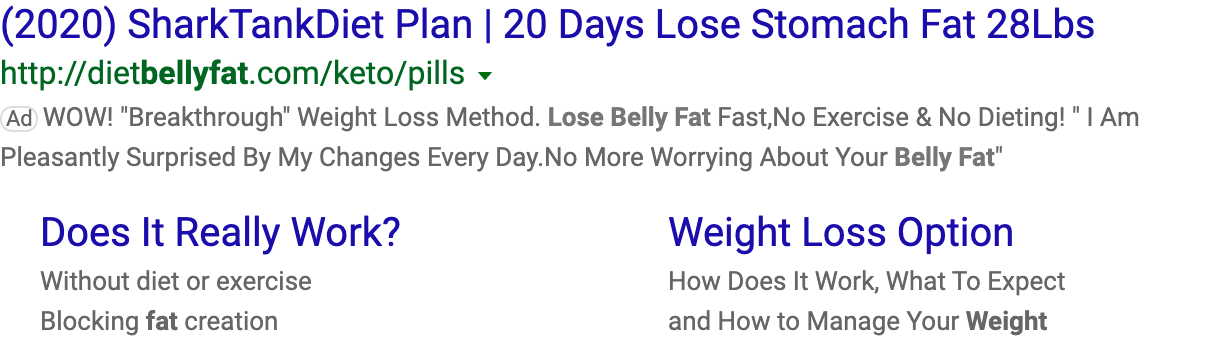 (2020) SharkTankDiet Plan | 20 Days Lose Stomach Fat 28Lbs
http://dietbellyfat.com/keto/pills
Ad WOW! "Breakthrough" Weight Loss Method. Lose Belly Fat Fast,No Exercise & No Dieting! " I Am
Pleasantly Surprised By My Changes Every Day.No More Worrying About Your Belly Fat"
Does It Really Work?
Without diet or exercise
Blocking fat creation
Weight Loss Option
How Does It Work, What To Expect
and How to Manage Your Weight